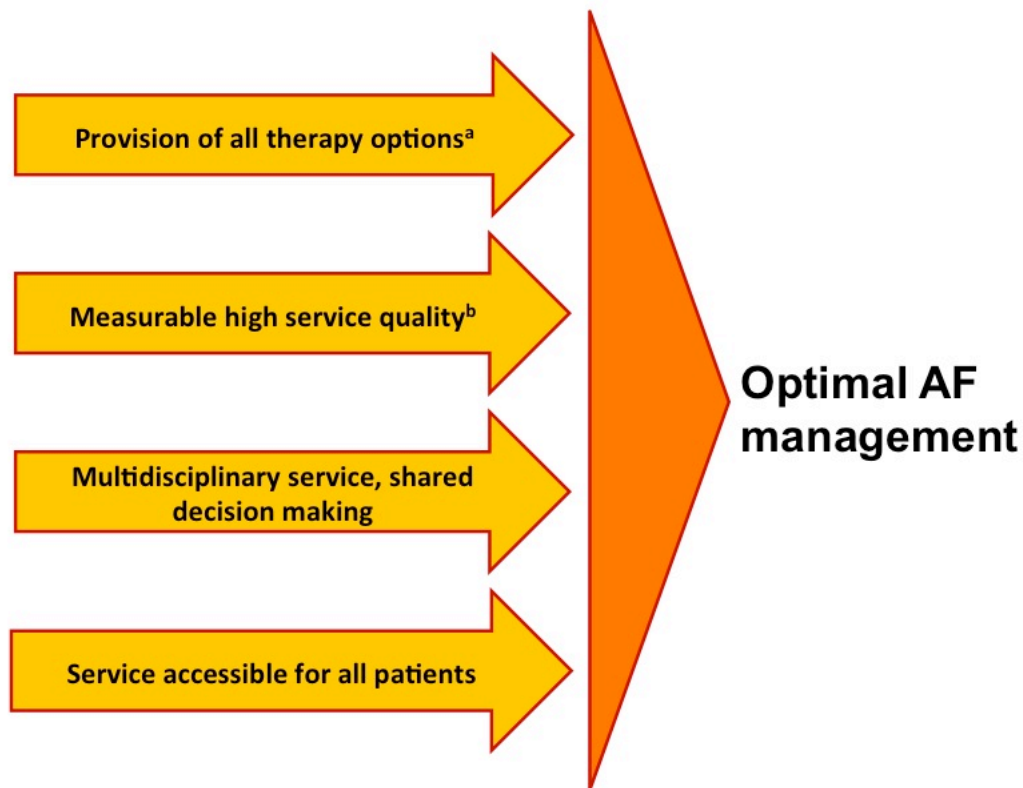 Provision of all therapy optionsᵃ
Measurable high service qualityᵇ
Multidisciplinary service, shared
decision making
Service accessible for all patients
Optimal AF
management